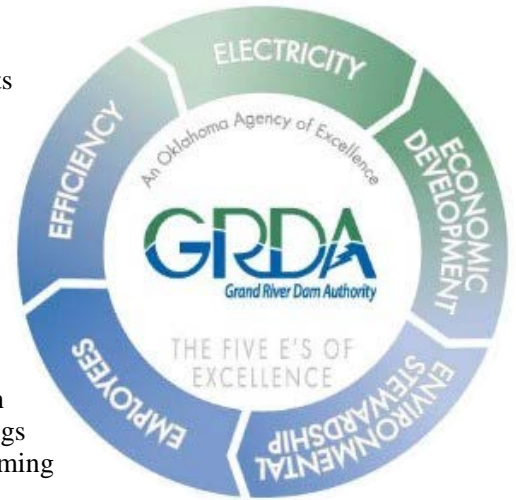 ELECTRICITY
ECONOMIC
DEVELOPMENT
ENVIRONMENTAL
STEWARDSHIP
EMPLOYEES
EFFICIENCY
An Oklahoma Agency of Excellence
GRDA
Grand River Dam Authority
THE FIVE E'S OF
EXCELLENCE